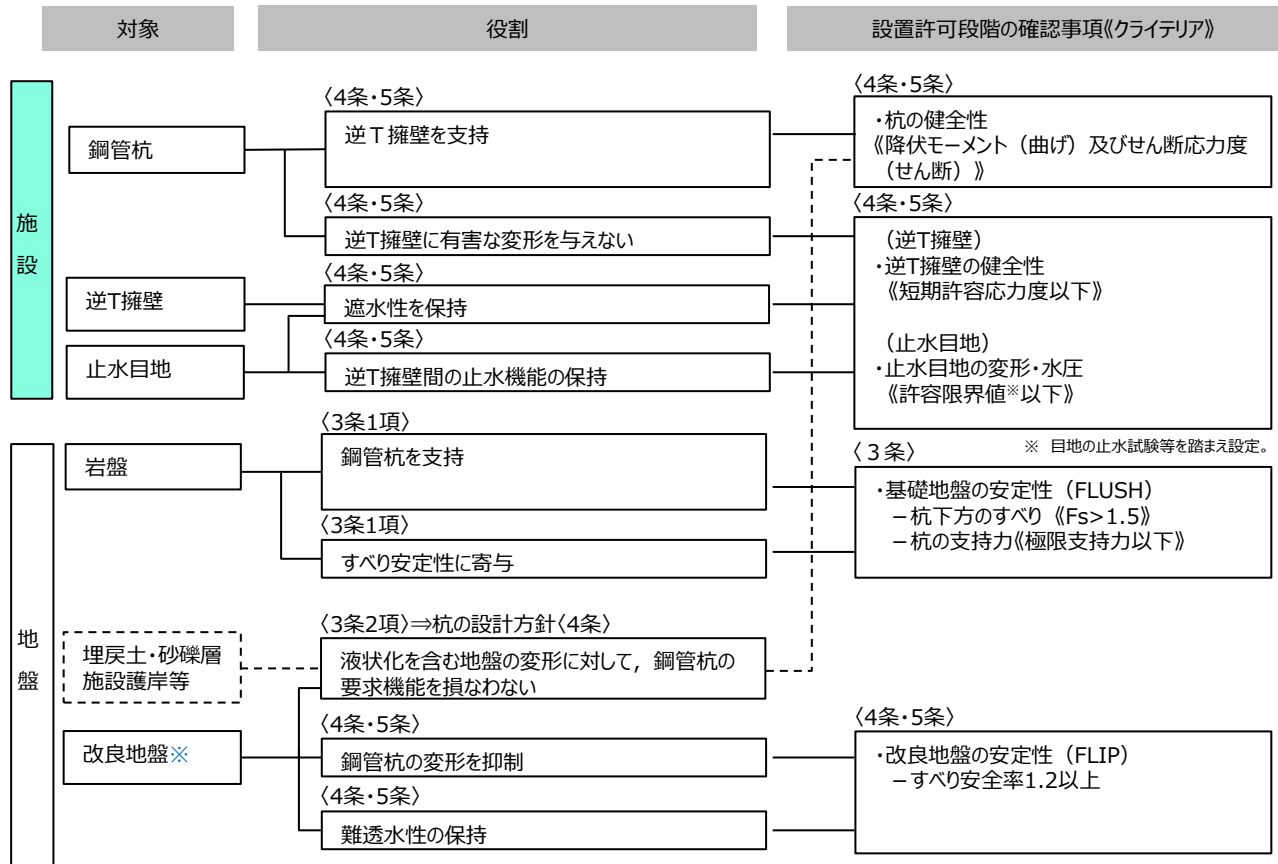 対象
役割
設置許可段階の確認事項《クライテリア》
施設
鋼管杭
〈4条・5条〉
逆T擁壁を支持
〈4条・5条〉
・杭の健全性
《降伏モーメント（曲げ）及びせん断応力度
（せん断）》
〈4条・5条〉
逆T擁壁に有害な変形を与えない
逆T擁壁
〈4条・5条〉
遮水性を保持
止水目地
〈4条・5条〉
逆T擁壁間の止水機能の保持
〈4条・5条〉
（逆T擁壁）
・逆T擁壁の健全性
《短期許容応力度以下》
（止水目地）
・止水目地の変形・水圧
《許容限界値※以下》
※ 目地の止水試験等を踏まえ設定。
地盤
岩盤
〈3条1項〉
鋼管杭を支持
〈3条1項〉
すべり安定性に寄与
〈３条〉
・基礎地盤の安定性（FLUSH）
－杭下方のすべり《Fs>1.5》
－杭の支持力《極限支持力以下》
埋戻土・砂礫層
施設護岸等
〈3条2項〉⇒杭の設計方針〈4条〉
液状化を含む地盤の変形に対して，鋼管杭の
要求機能を損なわない
改良地盤※
〈4条・5条〉
鋼管杭の変形を抑制
〈4条・5条〉
難透水性の保持
〈4条・5条〉
・改良地盤の安定性（FLIP）
－すべり安全率1.2以上